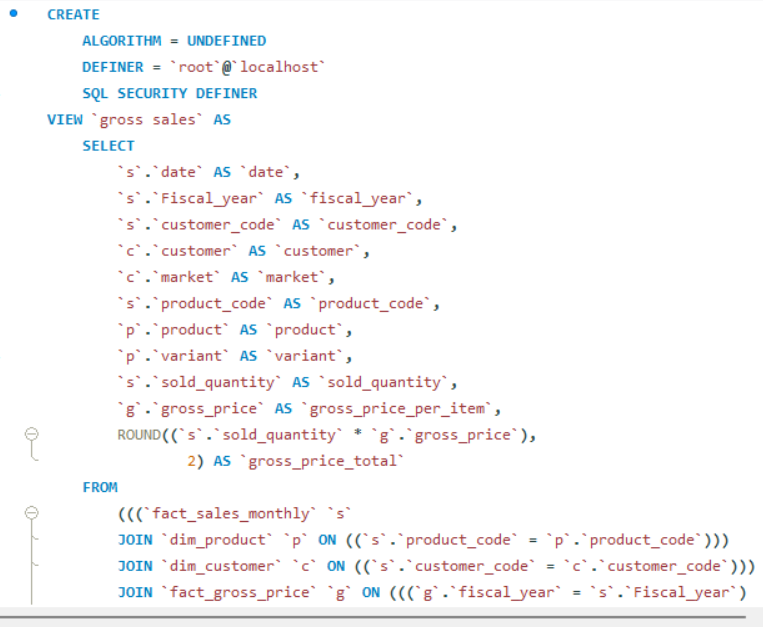 CREATE
ALGORITHM = UNDEFINED
DEFINER = `root`@`localhost`
SQL SECURITY DEFINER
VIEW `gross sales` AS
SELECT
`s`.`date` AS `date`,
`s`.`Fiscal_year` AS `fiscal_year`,
`s`.`customer_code` AS `customer_code`,
`c`.`customer` AS `customer`,
`c`.`market` AS `market`,
`s`.`product_code` AS `product_code`,
`p`.`product` AS `product`,
`p`.`variant` AS `variant`,
`s`.`sold_quantity` AS `sold_quantity`,
`g`.`gross_price` AS `gross_price_per_item`,
ROUND((`s`.`sold_quantity` * `g`.`gross_price`),
2) AS `gross_price_total`
FROM
(((`fact_sales_monthly` `s`
JOIN `dim_product` `p` ON ((`s`.`product_code` = `p`.`product_code`)))
JOIN `dim_customer` `c` ON ((`s`.`customer_code` = `c`.`customer_code`)))
JOIN `fact_gross_price` `g` ON (((`g`.`fiscal_year` = `s`.`Fiscal_year`)